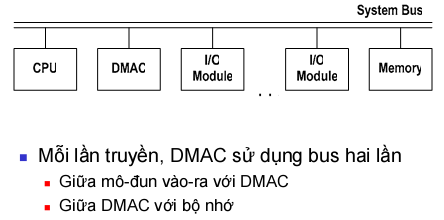 System Bus
CPU
DMAC
I/O Module
. .
I/O Module
Memory
Mỗi lần truyền, DMAC sử dụng bus hai lần
Giữa mô-đun vào-ra với DMAC
Giữa DMAC với bộ nhớ